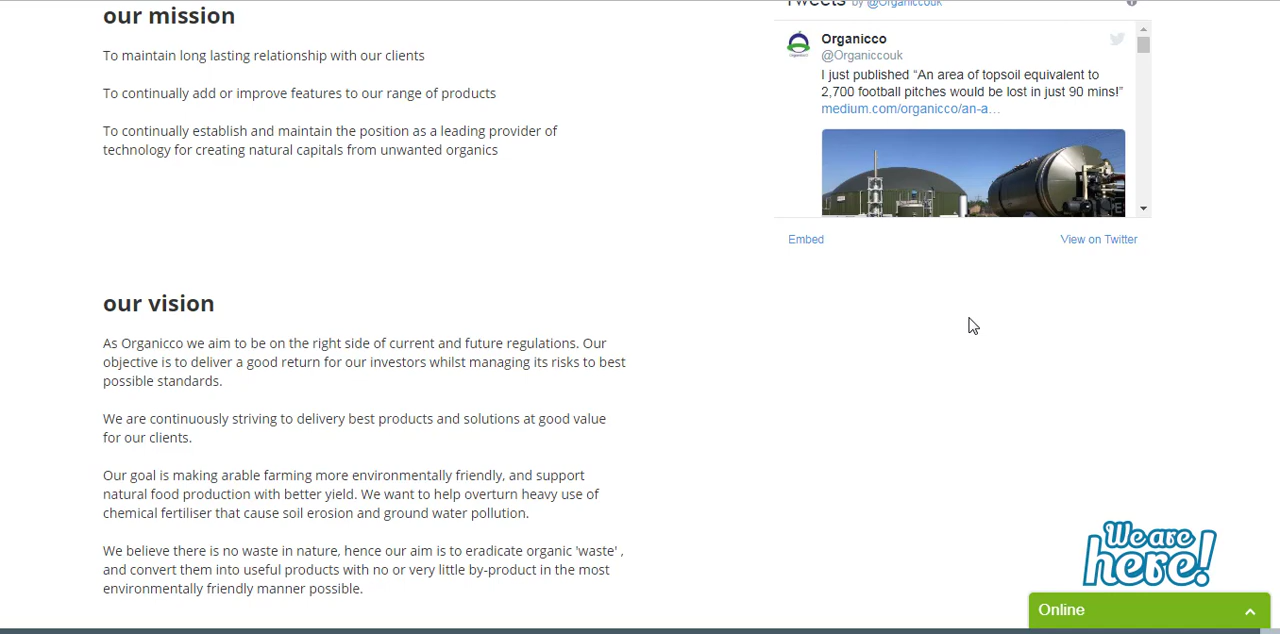 our mission
To maintain long lasting relationship with our clients
To continually add or improve features to our range of products
To continually establish and maintain the position as a leading provider of
technology for creating natural capitals from unwanted organics
Tweets by @Organiccouk
Organicco
@Organiccouk
I just published “An area of topsoil equivalent to
2,700 football pitches would be lost in just 90 mins!”
medium.com/organicco/an-a…
Embed
View on Twitter
our vision
As Organicco we aim to be on the right side of current and future regulations. Our
objective is to deliver a good return for our investors whilst managing its risks to best
possible standards.
We are continuously striving to delivery best products and solutions at good value
for our clients.
Our goal is making arable farming more environmentally friendly, and support
natural food production with better yield. We want to help overturn heavy use of
chemical fertiliser that cause soil erosion and ground water pollution.
We believe there is no waste in nature, hence our aim is to eradicate organic 'waste' ,
and convert them into useful products with no or very little by-product in the most
environmentally friendly manner possible.
We are
here!
Online